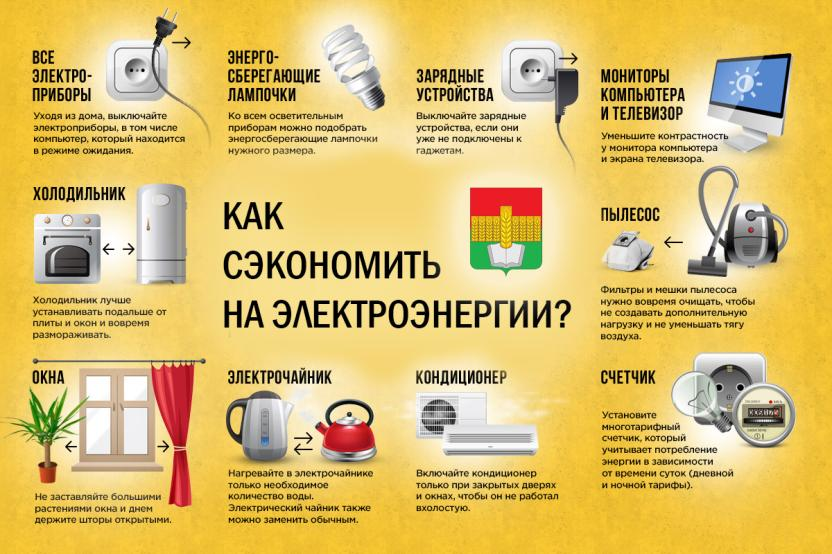 ВСЕ
ЭЛЕКТРО-
ПРИБОРЫ
Уходя из дома, выключайте
электроприборы, в том числе
компьютер, который находится
в режиме ожидания.
ЭНЕРГО-
СБЕРЕГАЮЩИЕ
ЛАМПОЧКИ
Ко всем осветительным
приборам можно подобрать
энергосберегающие лампочки
нужного размера.
ЗАРЯДНЫЕ
УСТРОЙСТВА
Выключайте зарядные
устройства, если они
уже не подключены к
гаджетам.
МОНИТОРЫ
КОМПЬЮТЕРА
И ТЕЛЕВИЗОР
Уменьшите контрастность
у монитора компьютера
и экрана телевизора.
ХОЛОДИЛЬНИК
Холодильник лучше
устанавливать подальше от
плиты и окон и вовремя
размораживать.
КАК
СЭКОНОМИТЬ
НА ЭЛЕКТРОЭНЕРГИИ?
ПЫЛЕСОС
Фильтры и мешки пылесоса
нужно вовремя очищать, чтобы
не создавать дополнительную
нагрузку и не уменьшать тягу
воздуха.
ОКНА
Не заставляйте большими
растениями окна и днем
держите шторы открытыми.
ЭЛЕКТРОЧАЙНИК
Нагревайте в электрочайнике
только необходимое
количество воды.
Электрический чайник также
можно заменить обычным.
КОНДИЦИОНЕР
Включайте кондиционер
только при закрытых дверях
и окнах, чтобы он не работал
вхолостую.
СЧЕТЧИК
Установите
многотарифный
счетчик, который
учитывает потребление
энергии в зависимости
от времени суток (дневной
и ночной тарифы).